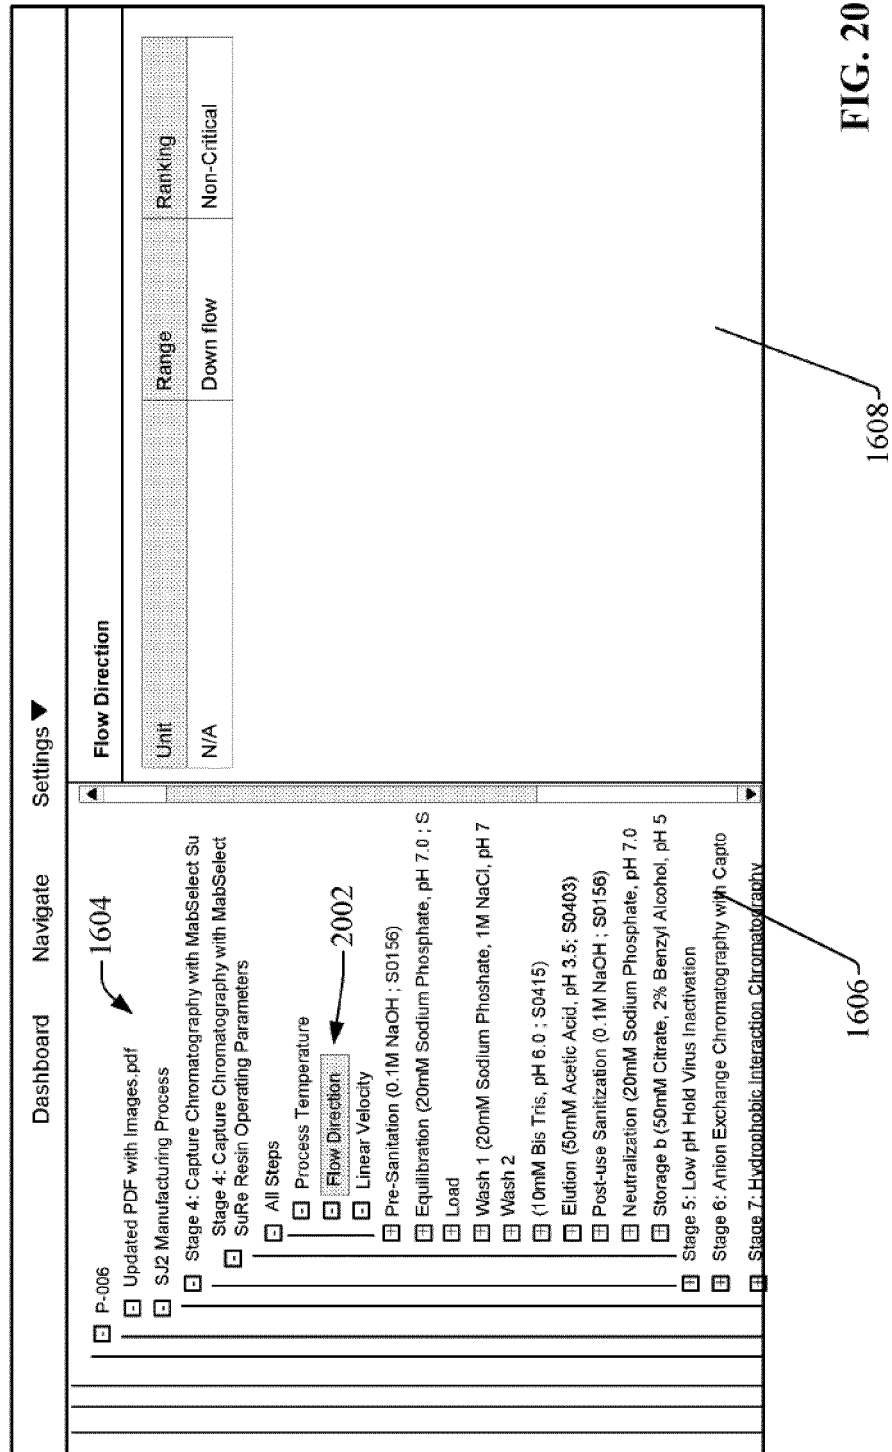 Dashboard Navigate Settings ▼
P-006
Updated PDF with Images.pdf
1604
SJ2 Manufacturing Process
Stage 4: Capture Chromatography with MabSelect Su
Stage 4: Capture Chromatography with MabSelect
SuRe Resin Operating Parameters
All Steps
Process Temperature
Flow Direction
2002
Linear Velocity
Pre-Sanitation (0.1M NaOH ; S0156)
Equilibration (20mM Sodium Phosphate, pH 7.0 ; S
Load
Wash 1 (20mM Sodium Phoshate, 1M NaCl, pH 7
Wash 2
(10mM Bis Tris, pH 6.0 ; S0415)
Elution (50mM Acetic Acid, pH 3.5; S0403)
Post-use Sanitization (0.1M NaOH ; S0156)
Neutralization (20mM Sodium Phosphate, pH 7.0
Storage b (50mM Citrate, 2% Benzyl Alcohol, pH 5
Stage 5: Low pH Hold Virus Inactivation
Stage 6: Anion Exchange Chromatography with Capto
Stage 7: Hydrophobic Interaction Chromatography
1606
Flow Direction
Unit Range Ranking
N/A Down flow Non-Critical
1608
FIG. 20